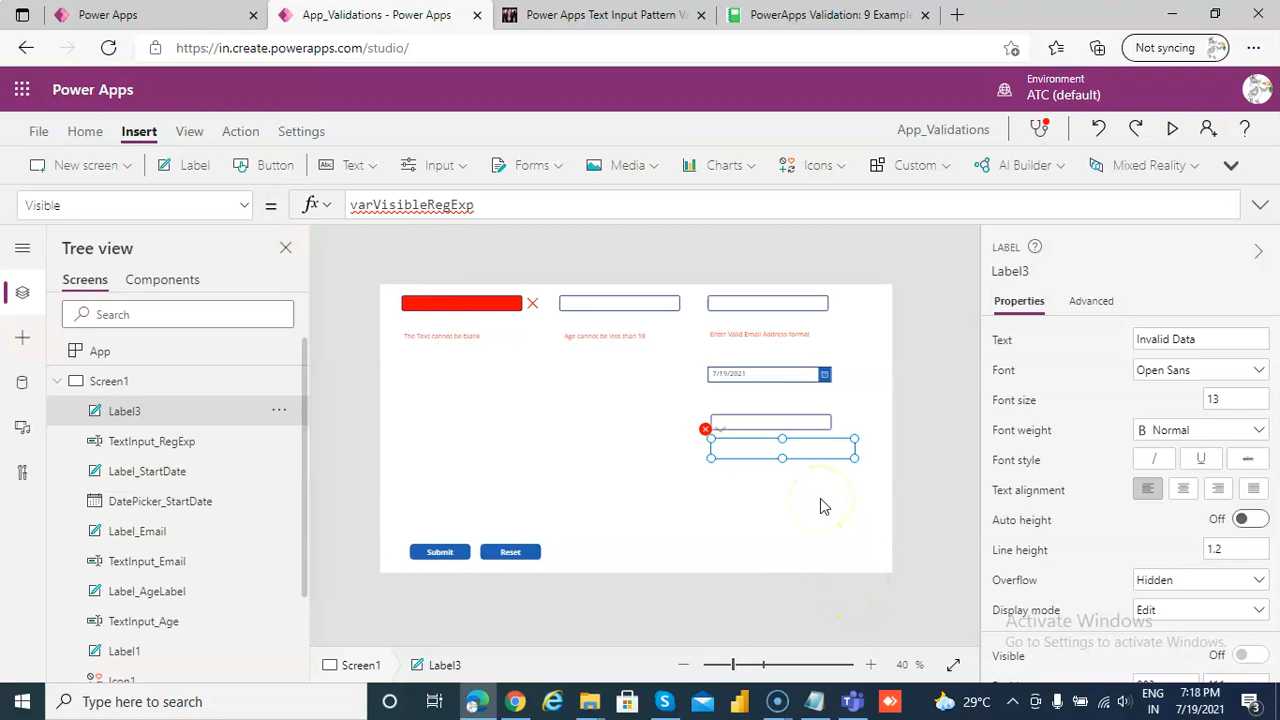 Power Apps
App_Validations - Power Apps
Power Apps Text Input Pattern Va
PowerApps Validation: 9 Example
https://in.create.powerapps.com/studio/
Not syncing
Power Apps
Environment
ATC (default)
File
Home
Insert
View
Action
Settings
App_Validations
New screen
Label
Button
Abc
Text
Input
Forms
Media
Charts
Icons
Custom
AI Builder
Mixed Reality
Visible
=
fx
varVisibleRegExp
Tree view
Screens
Components
Search
App
Screen1
Label3
TextInput_RegExp
Label_StartDate
DatePicker_StartDate
Label_Email
TextInput_Email
Label_AgeLabel
TextInput_Age
Label1
Icon1
The Text cannot be blank
Age cannot be less than 18
Enter Valid Email Address format
7/19/2021
Submit
Reset
Screen1
Label3
40 %
LABEL
Label3
Properties
Advanced
Text
Invalid Data
Font
Open Sans
Font size
13
Font weight
B Normal
Font style
Text alignment
Auto height
Off
Line height
1.2
Overflow
Hidden
Display mode
Edit
Visible
Off
Activate Windows
Go to Settings to activate Windows.
Type here to search
29°C
ENG
IN
7:18 PM
7/19/2021
3